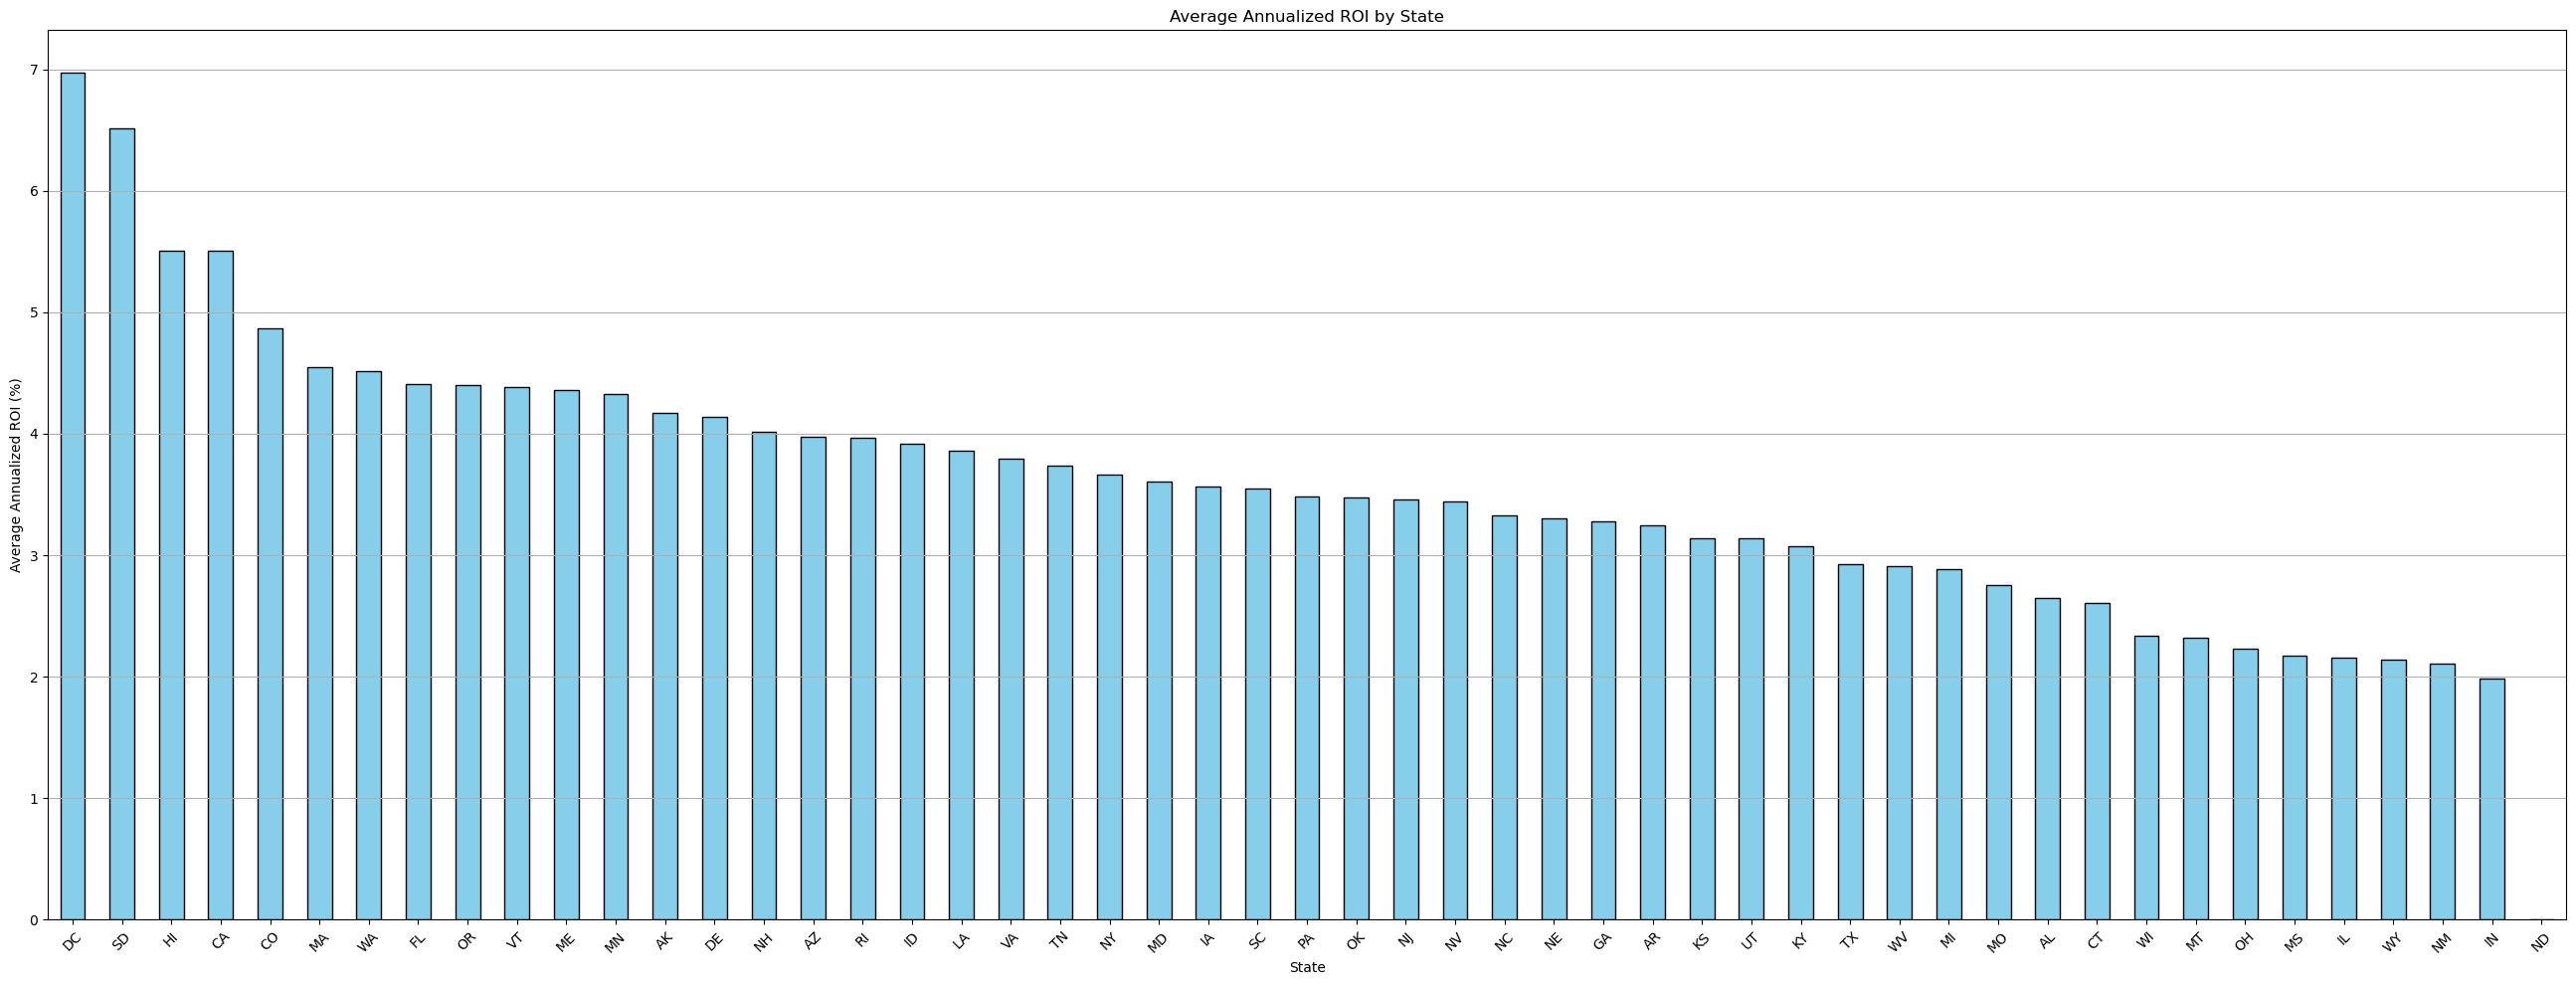 Average Annualized ROI by State
Average Annualized ROI (%)
7
6
5
4
3
2
1
0
DC SD HI CA CO MA WA FL OR VT ME MN AK DE NH AZ RI ID LA VA TN NY MD IA SC PA OK NJ NV NC NE GA AR KS UT KY TX WV MI MO AL CT WI MT OH MS IL WY NM IN ND
State